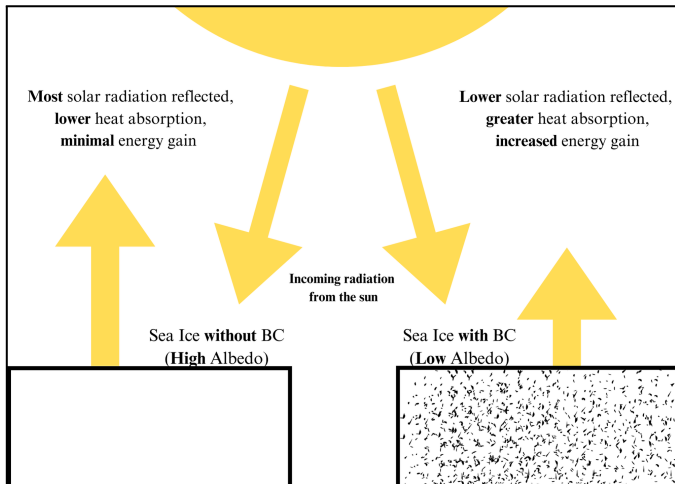 Most solar radiation reflected,
lower heat absorption,
minimal energy gain
Lower solar radiation reflected,
greater heat absorption,
increased energy gain
Incoming radiation
from the sun
Sea Ice without BC
(High Albedo)
Sea Ice with BC
(Low Albedo)